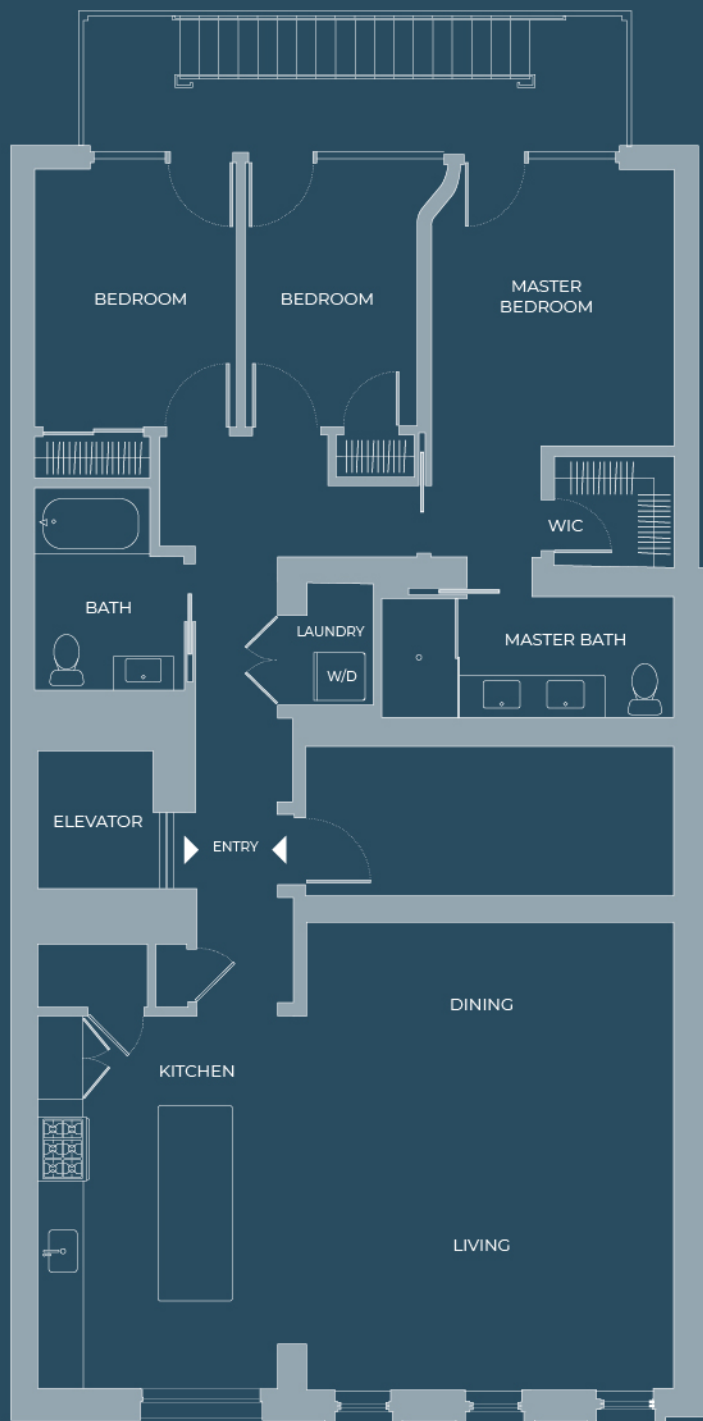 BEDROOM
BEDROOM
MASTER
BEDROOM
WIC
BATH
LAUNDRY
W/D
MASTER BATH
ELEVATOR
ENTRY
DINING
KITCHEN
LIVING